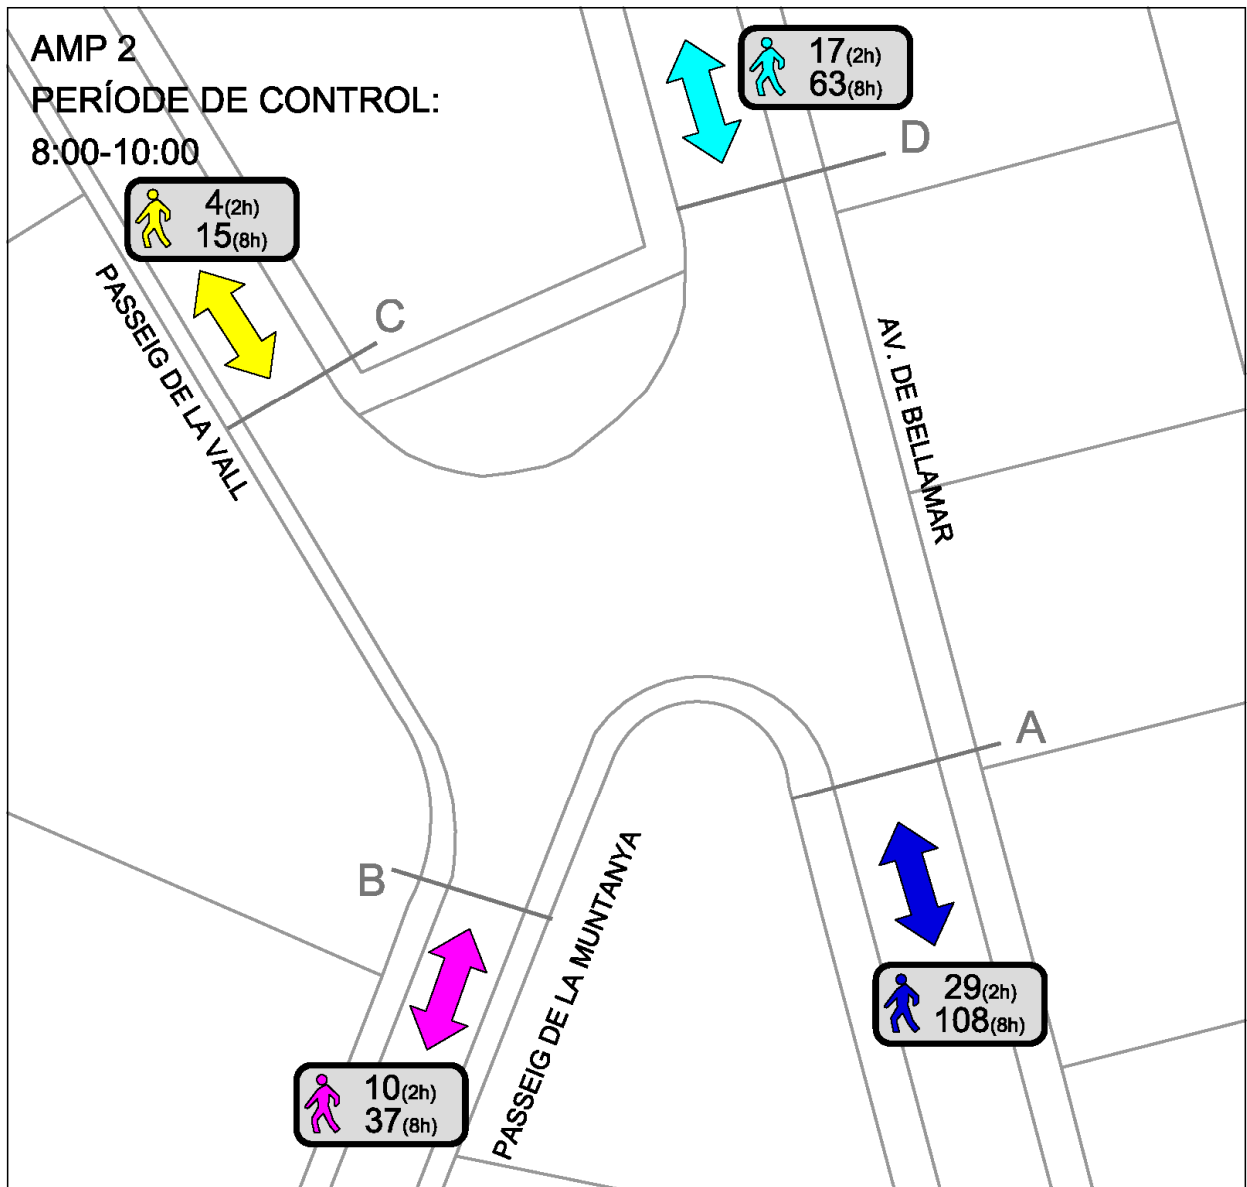 AMP 2
PERÍODE DE CONTROL:
8:00-10:00
17(2h)
63(8h)
D
4(2h)
15(8h)
C
PASSEIG DE LA VALL
AV. DE BELLAMAR
A
B
PASSEIG DE LA MUNTANYA
29(2h)
108(8h)
10(2h)
37(8h)